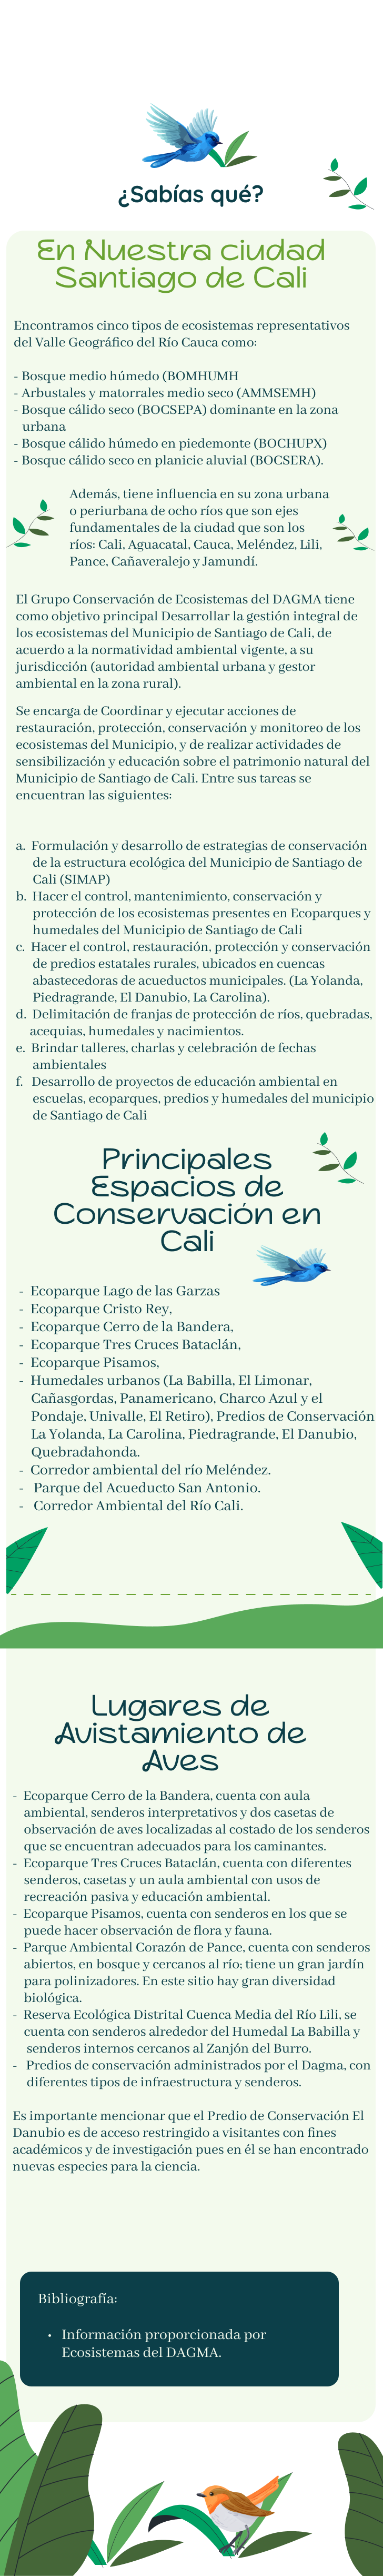 ¿Sabías qué?
En Nuestra ciudad
Santiago de Cali
Encontramos cinco tipos de ecosistemas representativos
del Valle Geográfico del Río Cauca como:
- Bosque medio húmedo (BOMHUMH
- Arbustales y matorrales medio seco (AMMSEMH)
- Bosque cálido seco (BOCSEPA) dominante en la zona
urbana
- Bosque cálido húmedo en piedemonte (BOCHUPX)
- Bosque cálido seco en planicie aluvial (BOCSERA).
Además, tiene influencia en su zona urbana
o periurbana de ocho ríos que son ejes
fundamentales de la ciudad que son los
ríos: Cali, Aguacatal, Cauca, Meléndez, Lili,
Pance, Cañaveralejo y Jamundí.
El Grupo Conservación de Ecosistemas del DAGMA tiene
como objetivo principal Desarrollar la gestión integral de
los ecosistemas del Municipio de Santiago de Cali, de
acuerdo a la normatividad ambiental vigente, a su
jurisdicción (autoridad ambiental urbana y gestor
ambiental en la zona rural).
Se encarga de Coordinar y ejecutar acciones de
restauración, protección, conservación y monitoreo de los
ecosistemas del Municipio, y de realizar actividades de
sensibilización y educación sobre el patrimonio natural del
Municipio de Santiago de Cali. Entre sus tareas se
encuentran las siguientes:
a. Formulación y desarrollo de estrategias de conservación
de la estructura ecológica del Municipio de Santiago de
Cali (SIMAP)
b. Hacer el control, mantenimiento, conservación y
protección de los ecosistemas presentes en Ecoparques y
humedales del Municipio de Santiago de Cali
c. Hacer el control, restauración, protección y conservación
de predios estatales rurales, ubicados en cuencas
abastecedoras de acueductos municipales. (La Yolanda,
Piedragrande, El Danubio, La Carolina).
d. Delimitación de franjas de protección de ríos, quebradas,
acequias, humedales y nacimientos.
e. Brindar talleres, charlas y celebración de fechas
ambientales
f. Desarrollo de proyectos de educación ambiental en
escuelas, ecoparques, predios y humedales del municipio
de Santiago de Cali
Principales
Espacios de
Conservación en
Cali
- Ecoparque Lago de las Garzas
- Ecoparque Cristo Rey,
- Ecoparque Cerro de la Bandera,
- Ecoparque Tres Cruces Bataclán,
- Ecoparque Pisamos,
- Humedales urbanos (La Babilla, El Limonar,
Cañasgordas, Panamericano, Charco Azul y el
Pondaje, Univalle, El Retiro), Predios de Conservación
La Yolanda, La Carolina, Piedragrande, El Danubio,
Quebradahonda.
- Corredor ambiental del río Meléndez.
- Parque del Acueducto San Antonio.
- Corredor Ambiental del Río Cali.
Lugares de
Avistamiento de
Aves
- Ecoparque Cerro de la Bandera, cuenta con aula
ambiental, senderos interpretativos y dos casetas de
observación de aves localizadas al costado de los senderos
que se encuentran adecuados para los caminantes.
- Ecoparque Tres Cruces Bataclán, cuenta con diferentes
senderos, casetas y un aula ambiental con usos de
recreación pasiva y educación ambiental.
- Ecoparque Pisamos, cuenta con senderos en los que se
puede hacer observación de flora y fauna.
- Parque Ambiental Corazón de Pance, cuenta con senderos
abiertos, en bosque y cercanos al río; tiene un gran jardín
para polinizadores. En este sitio hay gran diversidad
biológica.
- Reserva Ecológica Distrital Cuenca Media del Río Lili, se
cuenta con senderos alrededor del Humedal La Babilla y
senderos internos cercanos al Zanjón del Burro.
- Predios de conservación administrados por el Dagma, con
diferentes tipos de infraestructura y senderos.
Es importante mencionar que el Predio de Conservación El
Danubio es de acceso restringido a visitantes con fines
académicos y de investigación pues en él se han encontrado
nuevas especies para la ciencia.
Bibliografía:
• Información proporcionada por
Ecosistemas del DAGMA.